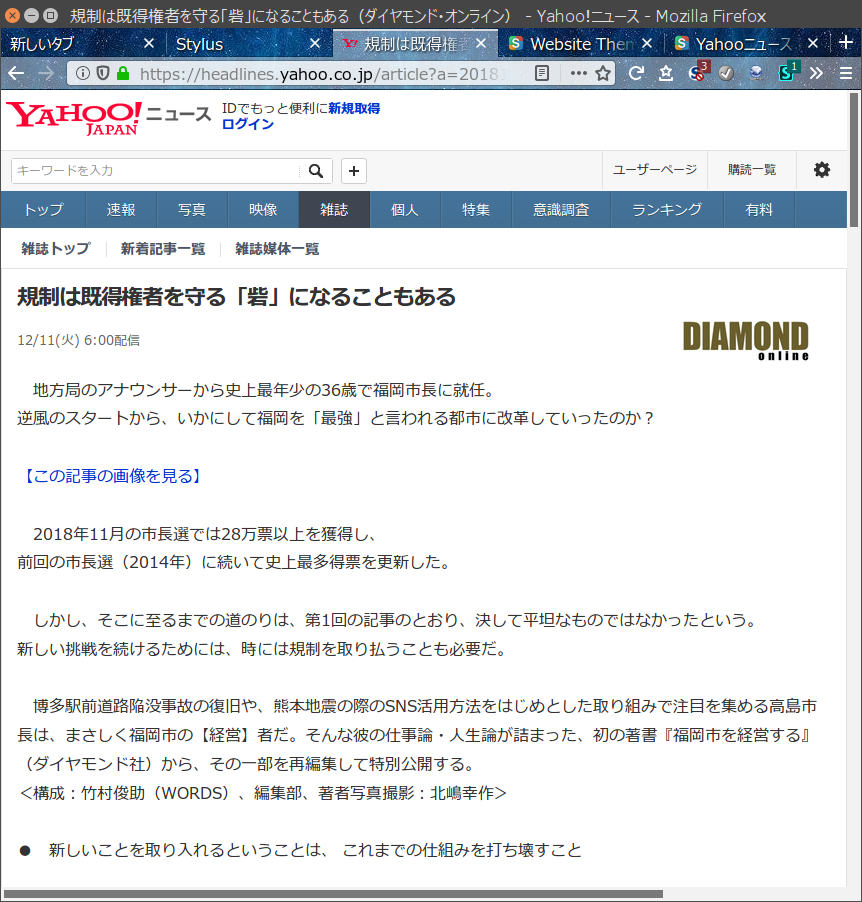 規制は既得権者を守る「砦」になることもある（ダイヤモンド・オンライン） - Yahoo!ニュース - Mozilla Firefox
新しいタブ
Stylus
規制は既得権者
Website Then
Yahooニュース
https://headlines.yahoo.co.jp/article?a=2018
3
1
YAHOO! JAPAN ニュース
IDでもっと便利に新規取得
ログイン
キーワードを入力
ユーザーページ
購読一覧
トップ 速報 写真 映像 雑誌 個人 特集 意識調査 ランキング 有料
雑誌トップ 新着記事一覧 雑誌媒体一覧
規制は既得権者を守る「砦」になることもある
12/11(火) 6:00配信
DIAMOND online
地方局のアナウンサーから史上最年少の36歳で福岡市長に就任。
逆風のスタートから、いかにして福岡を「最強」と言われる都市に改革していったのか？
【この記事の画像を見る】
2018年11月の市長選では28万票以上を獲得し、
前回の市長選（2014年）に続いて史上最多得票を更新した。
しかし、そこに至るまでの道のりは、第1回の記事のとおり、決して平坦なものではなかったという。
新しい挑戦を続けるためには、時には規制を取り払うことも必要だ。
博多駅前道路陥没事故の復旧や、熊本地震の際のSNS活用方法をはじめとした取り組みで注目を集める高島市
長は、まさしく福岡市の【経営】者だ。そんな彼の仕事論・人生論が詰まった、初の著書『福岡市を経営する』
（ダイヤモンド社）から、その一部を再編集して特別公開する。
＜構成：竹村俊助（WORDS）、編集部、著者写真撮影：北嶋幸作＞
● 新しいことを取り入れるということは、 これまでの仕組みを打ち壊すこと